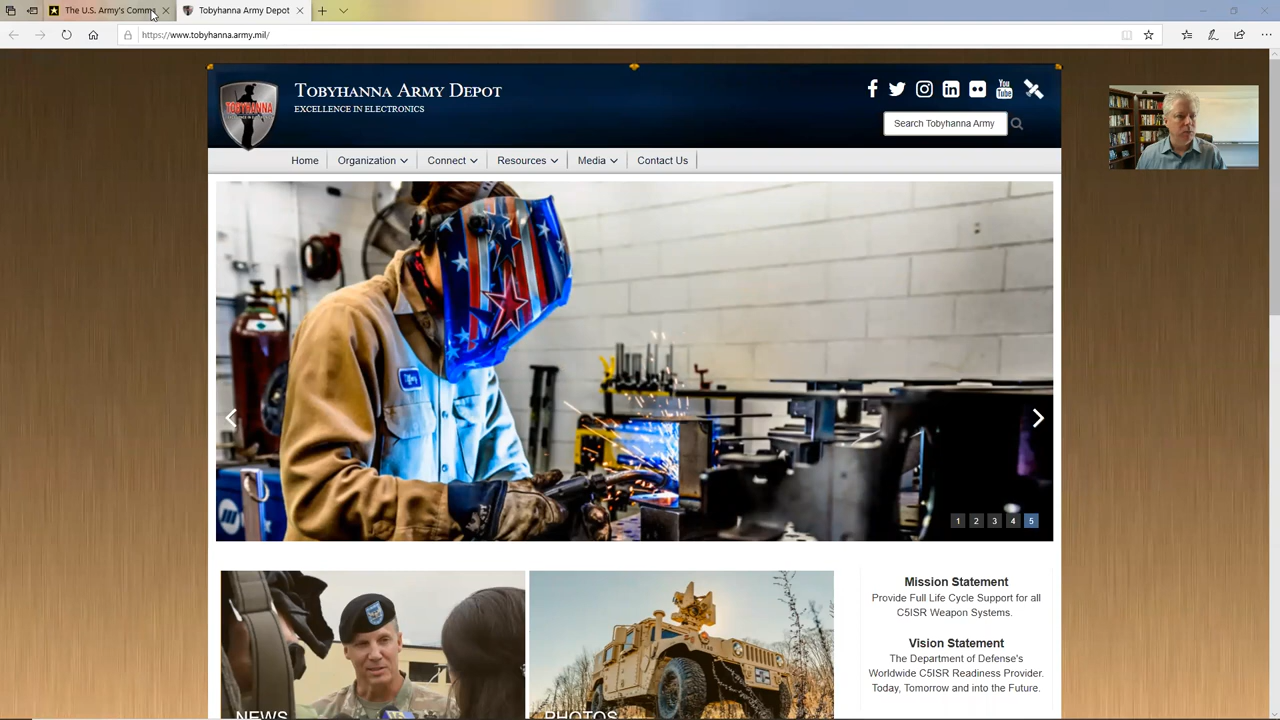 The U.S. Army's Comm
Tobyhanna Army Depot
https://www.tobyhanna.army.mil/
TOBYHANNA
TOBYHANNA ARMY DEPOT
EXCELLENCE IN ELECTRONICS
You
Tube
Search Tobyhanna Army
Home
Organization
Connect
Resources
Media
Contact Us
1 2 3 4 5
Mission Statement
Provide Full Life Cycle Support for all
C5ISR Weapon Systems.
Vision Statement
The Department of Defense's
Worldwide C5ISR Readiness Provider.
Today, Tomorrow and into the Future.
NEWS
PHOTOS